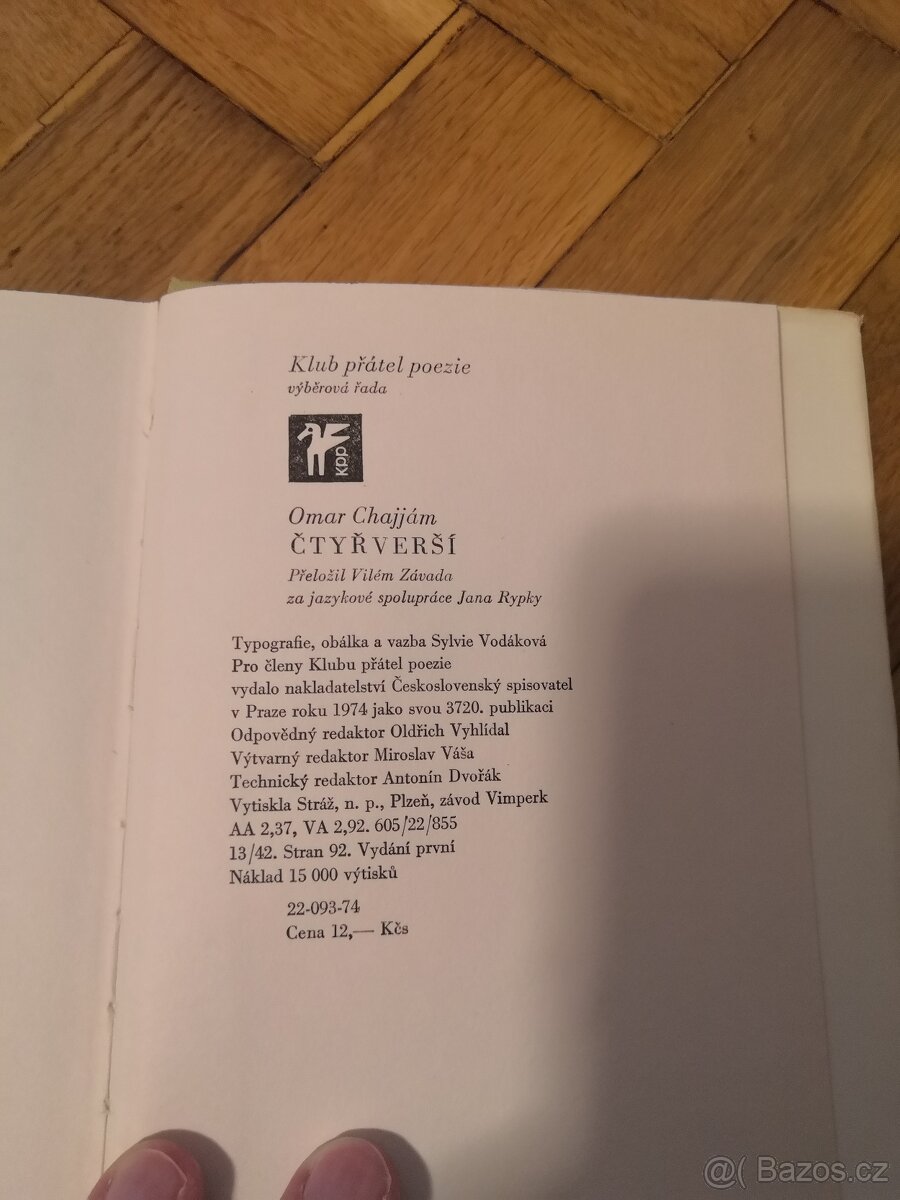 Klub přátel poezie
výběrová řada
kpp
Omar Chajjám
ČTYŘVERŠÍ
Přeložil Vilém Závada
za jazykové spolupráce Jana Rypky
Typografie, obálka a vazba Sylvie Vodáková
Pro členy Klubu přátel poezie
vydalo nakladatelství Československý spisovatel
v Praze roku 1974 jako svou 3720. publikaci
Odpovědný redaktor Oldřich Vyhlídal
Výtvarný redaktor Miroslav Váša
Technický redaktor Antonín Dvořák
Vytiskla Stráž, n. p., Plzeň, závod Vimperk
AA 2,37, VA 2,92. 605/22/855
13/42. Stran 92. Vydání první
Náklad 15 000 výtisků
22-093-74
Cena 12,— Kčs
@( Bazos.cz